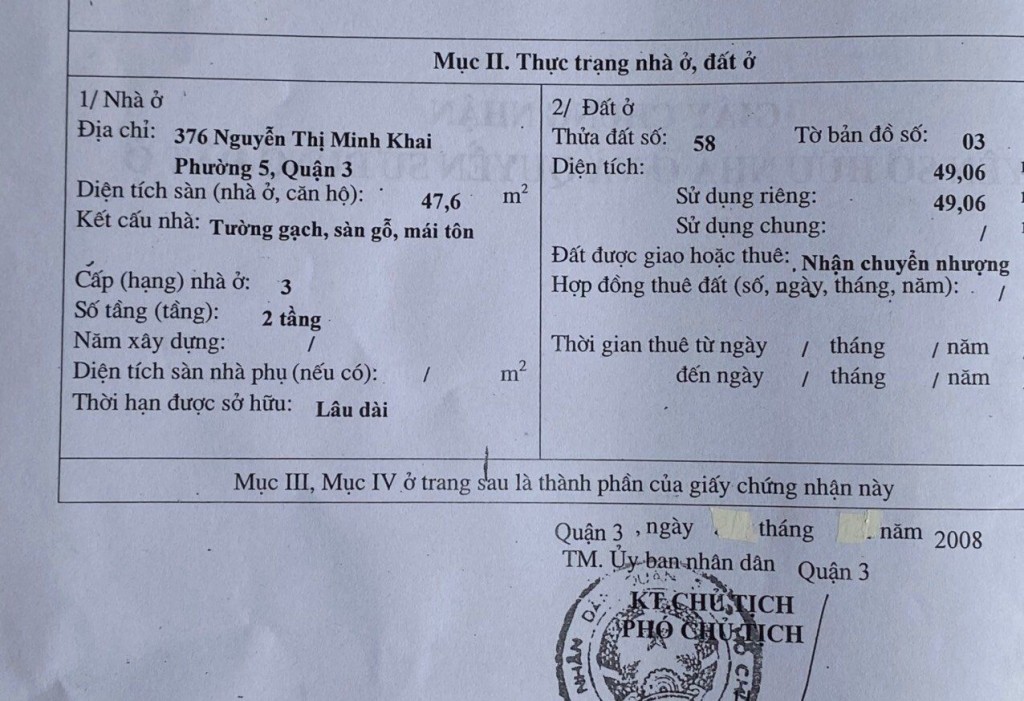 Mục II. Thực trạng nhà ở, đất ở
1/ Nhà ở
Địa chỉ: 376 Nguyễn Thị Minh Khai
Phường 5, Quận 3
Diện tích sàn (nhà ở, căn hộ): 47,6 m²
Kết cấu nhà: Tường gạch, sàn gỗ, mái tôn
Cấp (hạng) nhà ở: 3
Số tầng (tầng): 2 tầng
Năm xây dựng: /
Diện tích sàn nhà phụ (nếu có): / m²
Thời hạn được sở hữu: Lâu dài
2/ Đất ở
Thửa đất số: 58 Tờ bản đồ số: 03
Diện tích: 49,06
Sử dụng riêng: 49,06
Sử dụng chung: /
Đất được giao hoặc thuê: Nhận chuyển nhượng
Hợp đồng thuê đất (số, ngày, tháng, năm): /
Thời gian thuê từ ngày / tháng / năm
đến ngày / tháng / năm
Mục III, Mục IV ở trang sau là thành phần của giấy chứng nhận này
Quận 3, ngày tháng năm 2008
TM. Ủy ban nhân dân Quận 3
KT CHỦ TỊCH
PHÓ CHỦ TỊCH